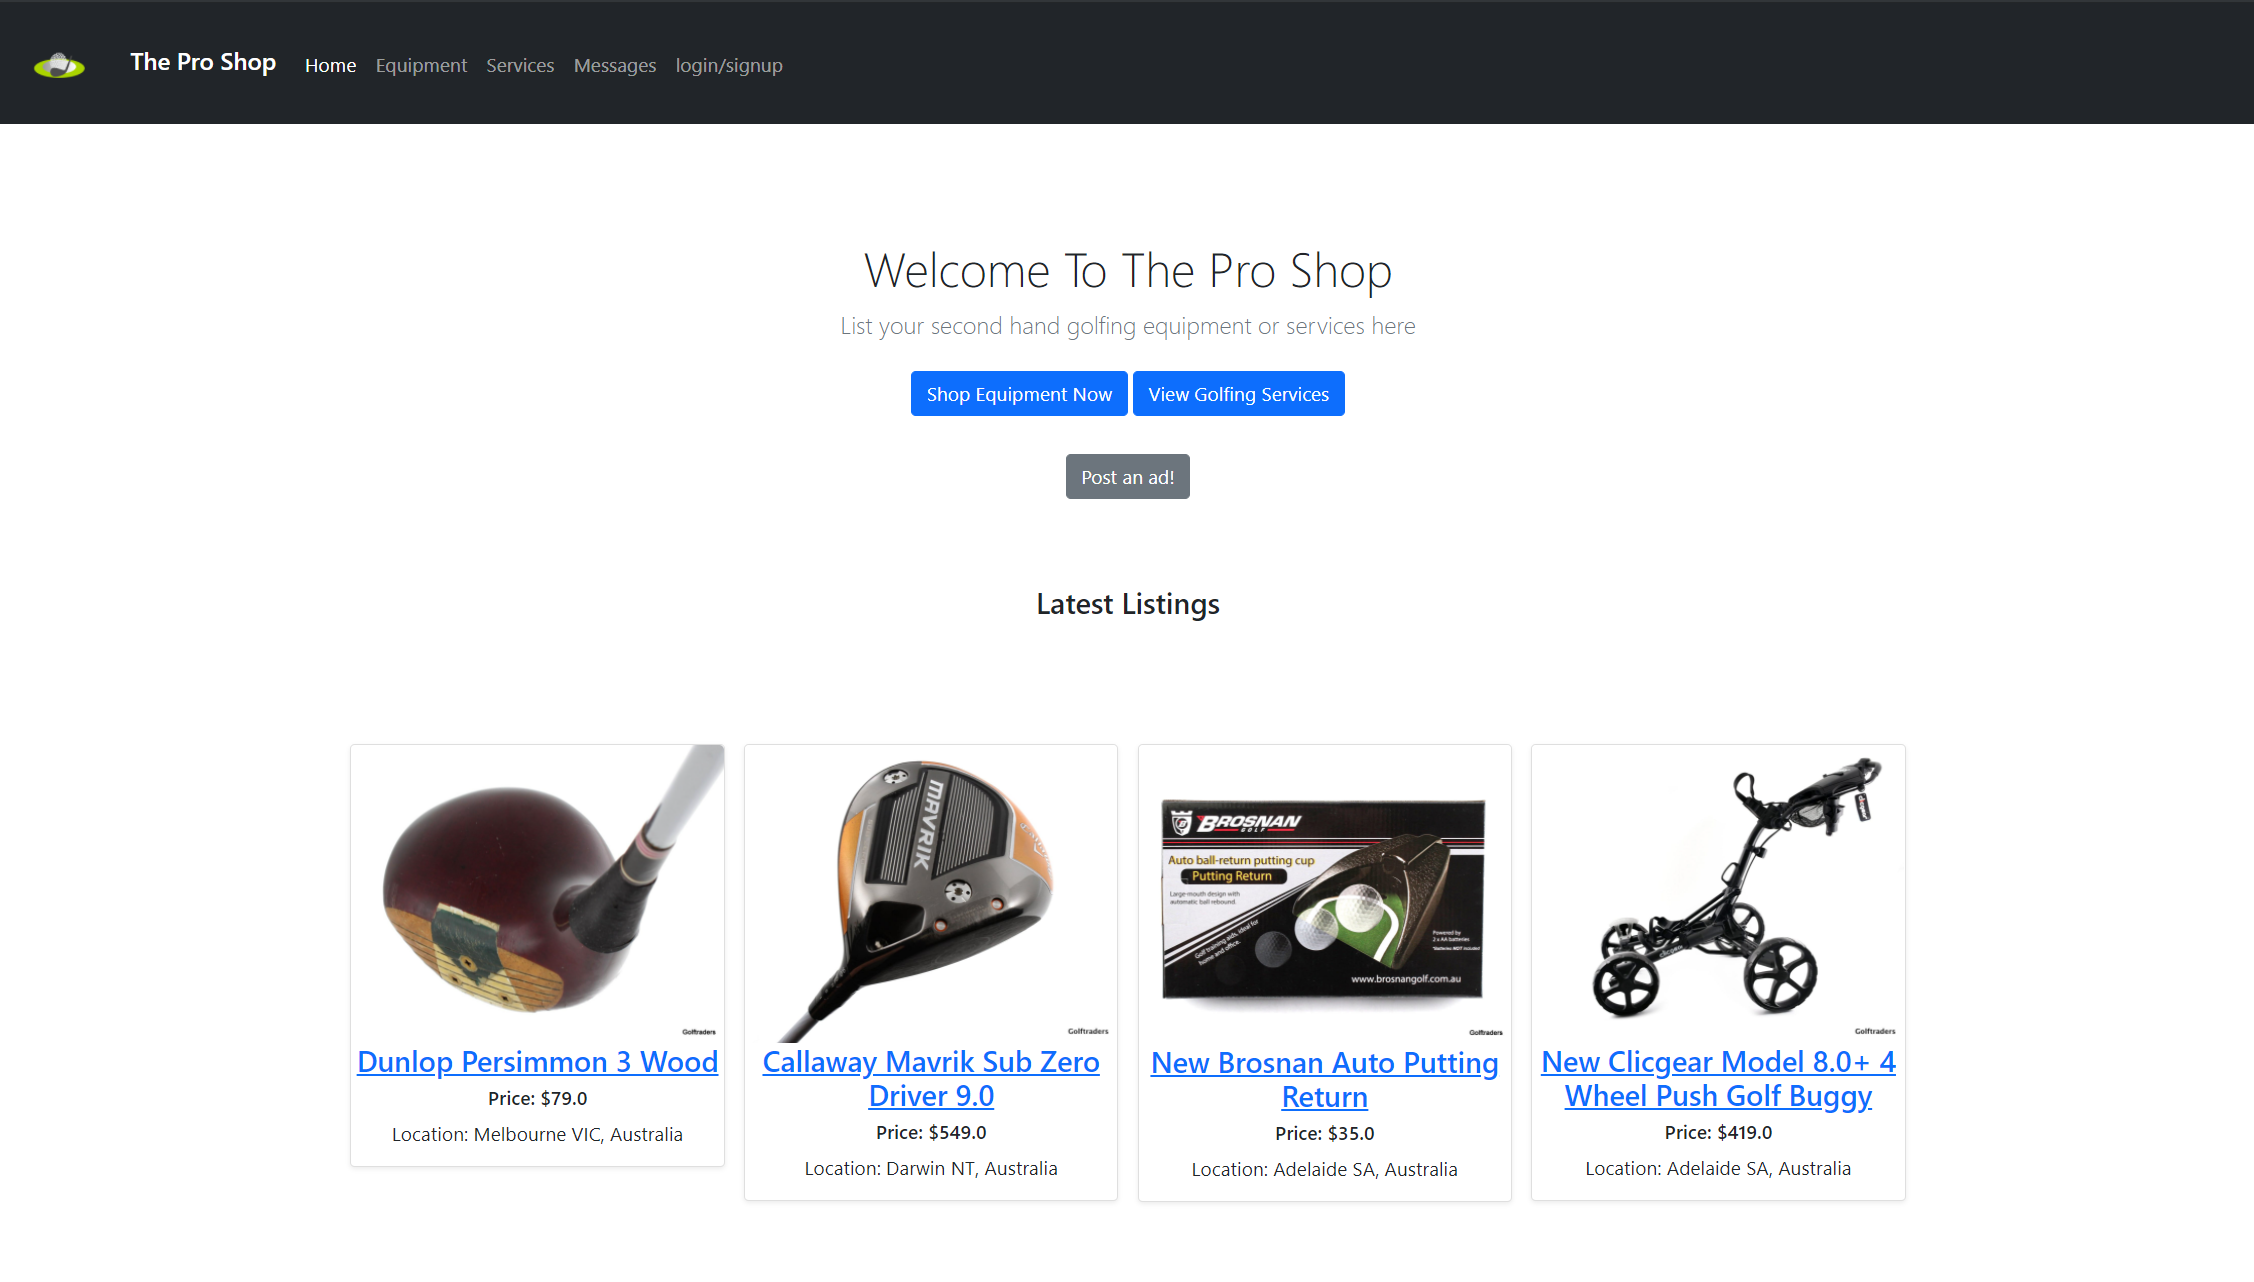 The Pro Shop
Home Equipment Services Messages login/signup
Welcome To The Pro Shop
List your second hand golfing equipment or services here
Shop Equipment Now View Golfing Services
Post an ad!
Latest Listings
Golftraders
Dunlop Persimmon 3 Wood
Price: $79.0
Location: Melbourne VIC, Australia
MAVRIK
Golftraders
Callaway Mavrik Sub Zero
Driver 9.0
Price: $549.0
Location: Darwin NT, Australia
BROSNAN
GOLF
Auto ball-return putting cup
Putting Return
Large-mouth design with
automatic ball rebound.
Golf training aids, ideal for
home and office.
Powered by
2 x AA batteries
*Batteries NOT included
www.brosnangolf.com.au
Golftraders
New Brosnan Auto Putting
Return
Price: $35.0
Location: Adelaide SA, Australia
clicgear
Golftraders
New Clicgear Model 8.0+ 4
Wheel Push Golf Buggy
Price: $419.0
Location: Adelaide SA, Australia